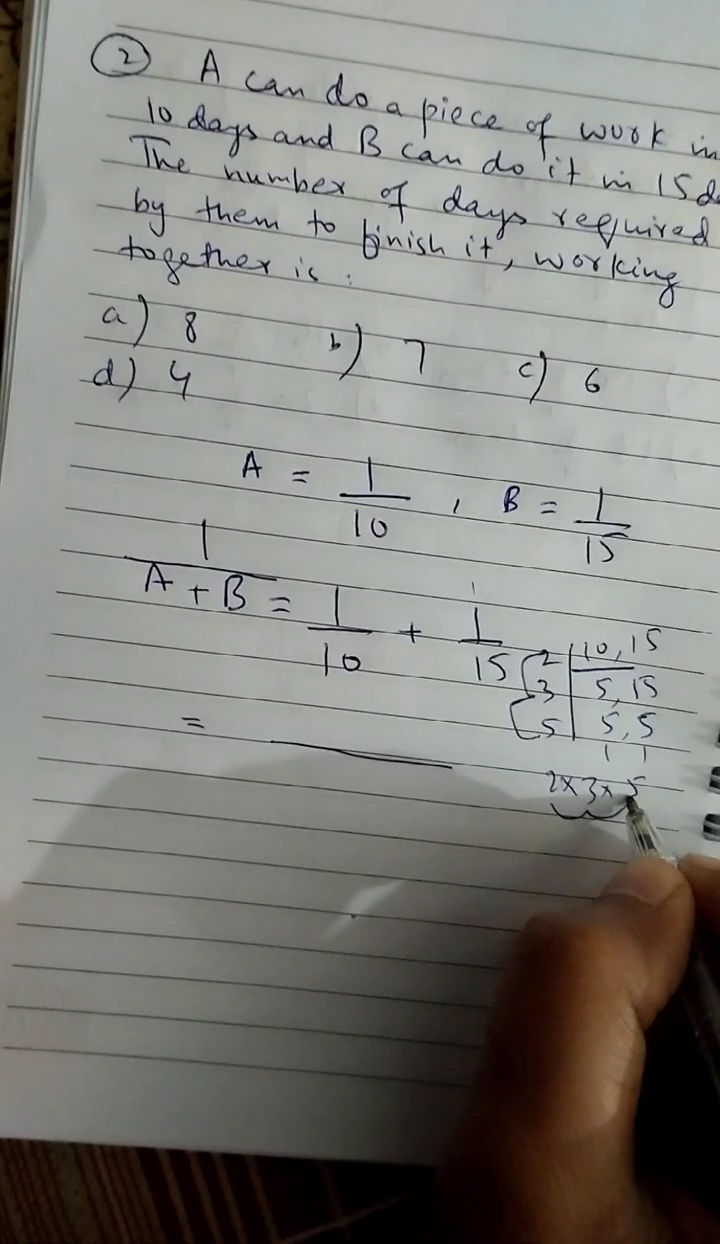 2 A can do a piece of work in
10 days and B can do it in 15 d
The number of days required
by them to finish it, working
together is :
a) 8 b) 7 c) 6
d) 4
A = 1/10 , B = 1/15
1/A + B = 1/10 + 1/15
2 | 10, 15
3 | 5, 15
5 | 5, 5
1 1
=
2 x 3 x 5